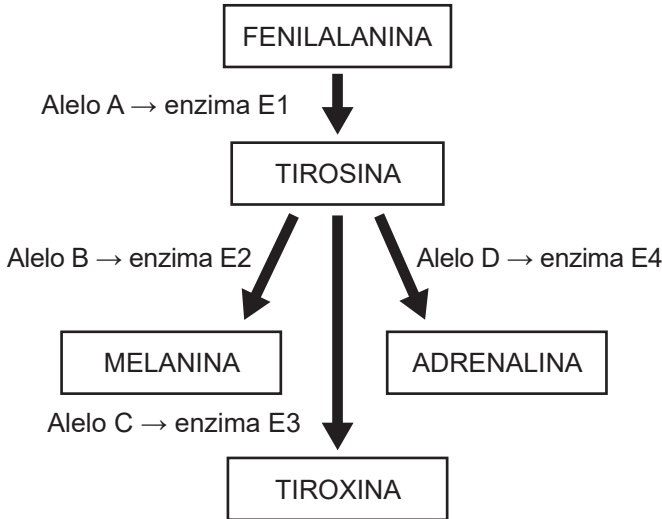 FENILALANINA
Alelo A → enzima E1
TIROSINA
Alelo B → enzima E2
Alelo D → enzima E4
MELANINA
ADRENALINA
Alelo C → enzima E3
TIROXINA